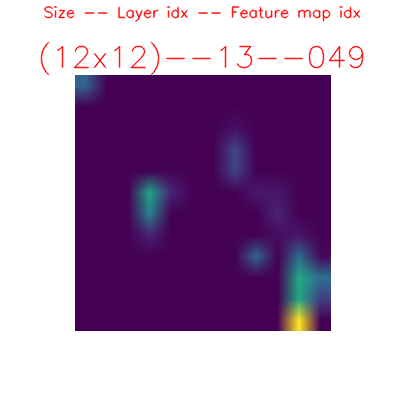 Size -- Layer idx -- Feature map idx
(12x12)--13--049